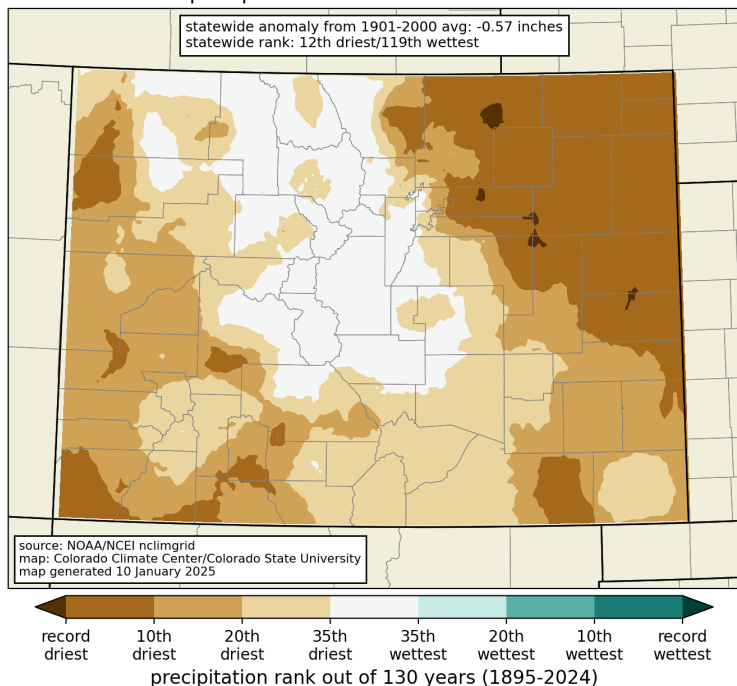 statewide anomaly from 1901-2000 avg: -0.57 inches
statewide rank: 12th driest/119th wettest
source: NOAA/NCEI nclimgrid
map: Colorado Climate Center/Colorado State University
map generated 10 January 2025
record driest
10th driest
20th driest
35th driest
35th wettest
20th wettest
10th wettest
record wettest
precipitation rank out of 130 years (1895-2024)